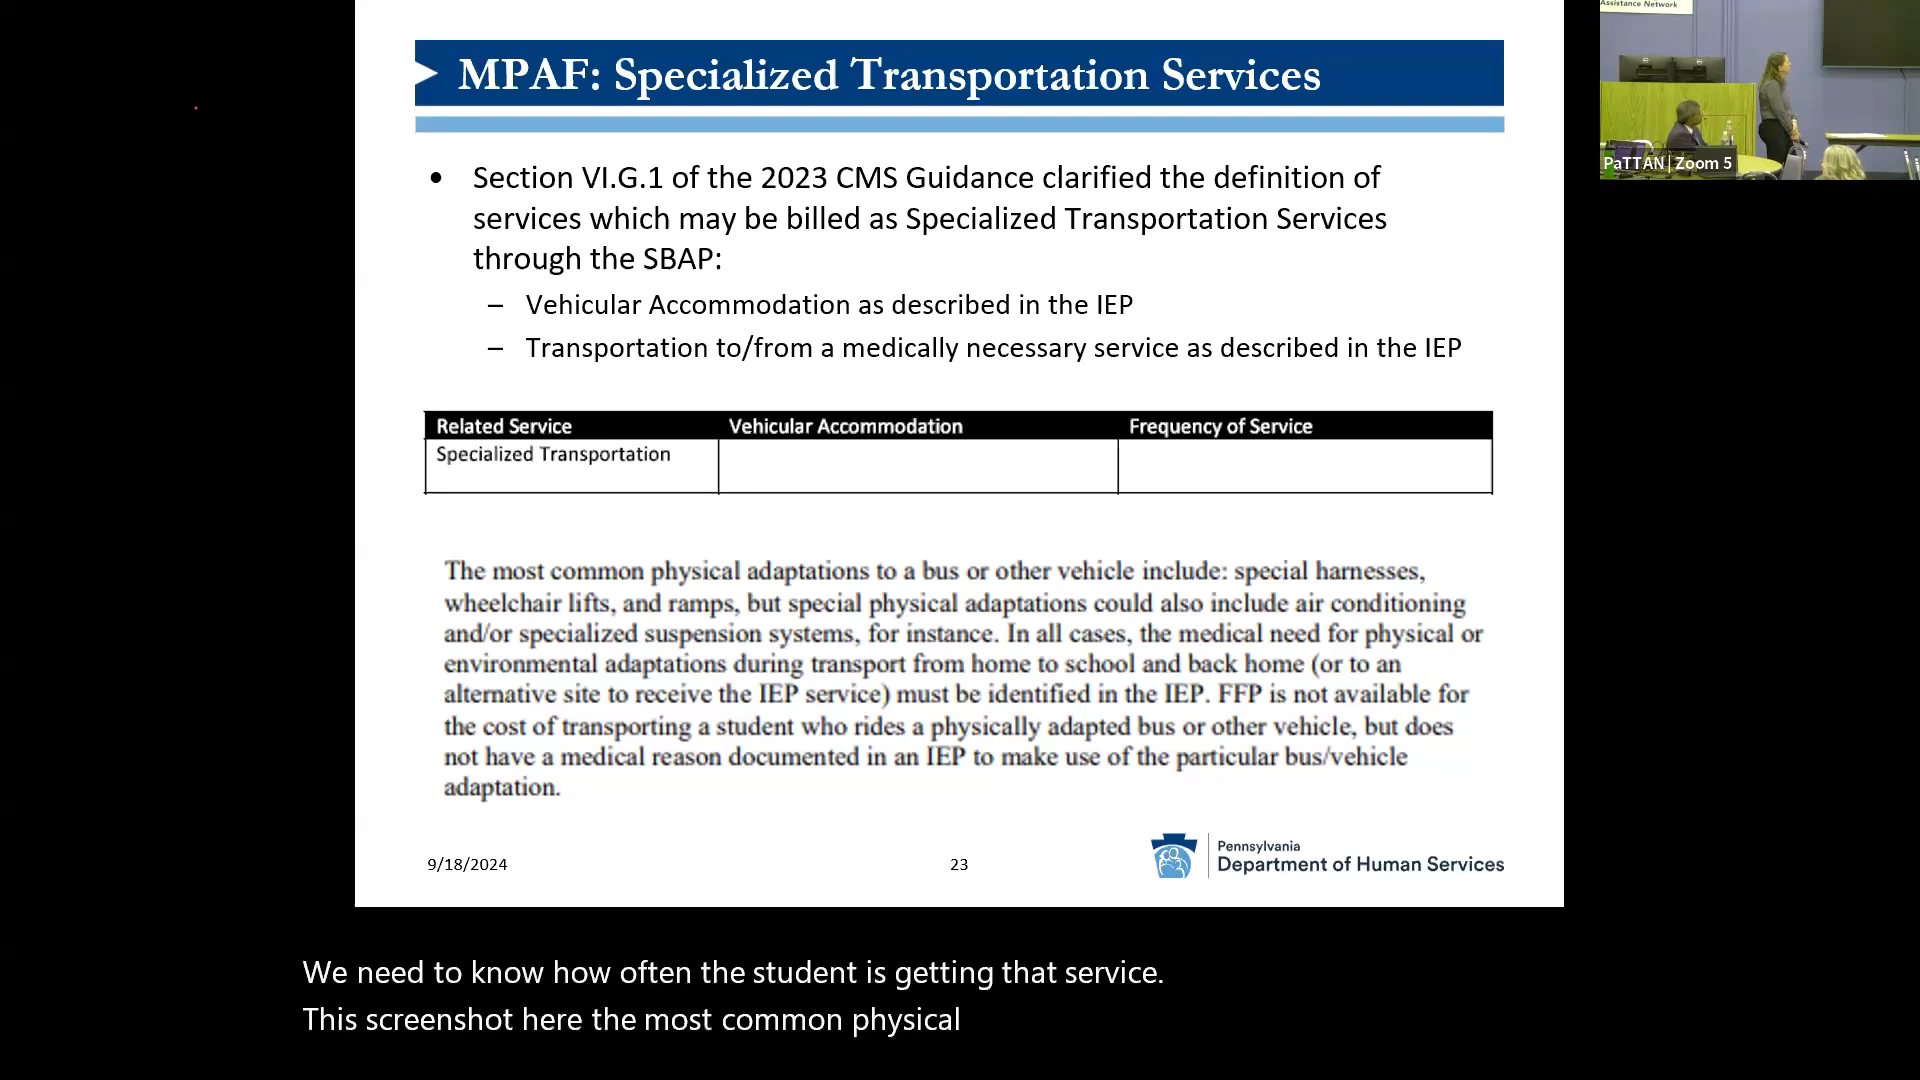 Assistance Network
PaTTAN | Zoom 5
MPAF: Specialized Transportation Services
• Section VI.G.1 of the 2023 CMS Guidance clarified the definition of
services which may be billed as Specialized Transportation Services
through the SBAP:
– Vehicular Accommodation as described in the IEP
– Transportation to/from a medically necessary service as described in the IEP
Related Service Vehicular Accommodation Frequency of Service
Specialized Transportation
The most common physical adaptations to a bus or other vehicle include: special harnesses,
wheelchair lifts, and ramps, but special physical adaptations could also include air conditioning
and/or specialized suspension systems, for instance. In all cases, the medical need for physical or
environmental adaptations during transport from home to school and back home (or to an
alternative site to receive the IEP service) must be identified in the IEP. FFP is not available for
the cost of transporting a student who rides a physically adapted bus or other vehicle, but does
not have a medical reason documented in an IEP to make use of the particular bus/vehicle
adaptation.
9/18/2024
23
Pennsylvania
Department of Human Services
We need to know how often the student is getting that service.
This screenshot here the most common physical